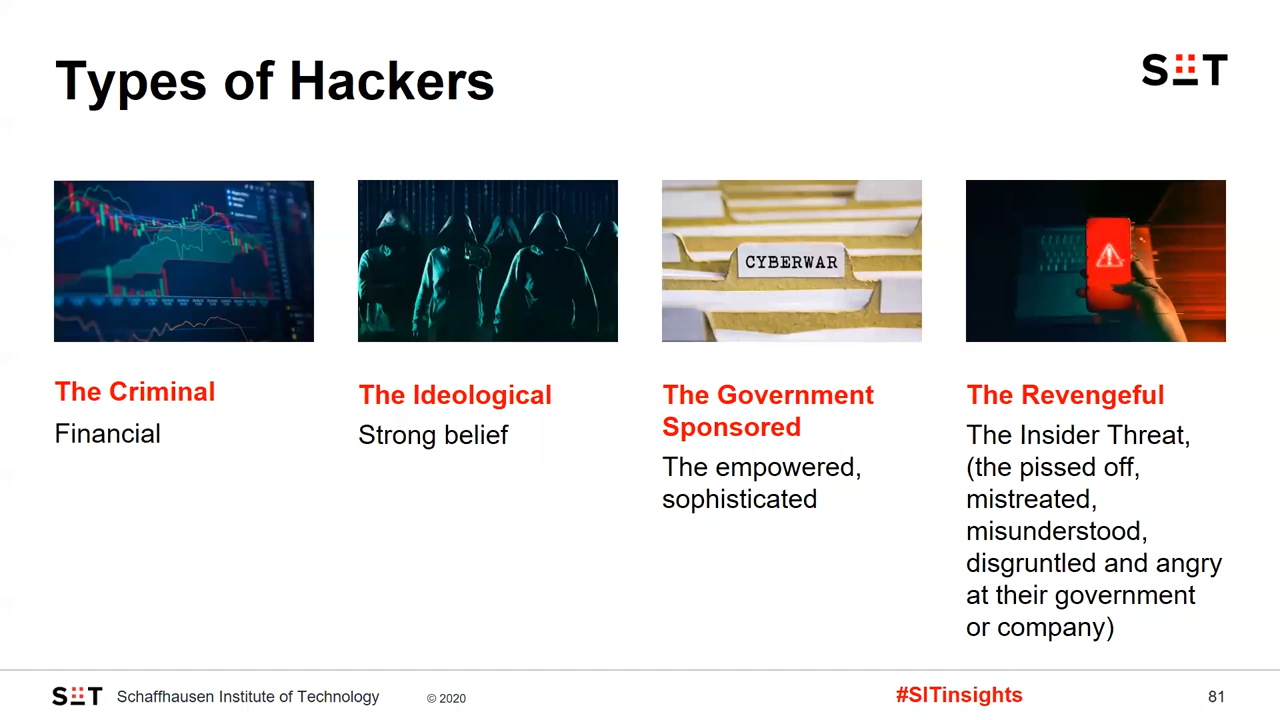 Types of Hackers
SIT
CYBERWAR
The Criminal
Financial
The Ideological
Strong belief
The Government
Sponsored
The empowered,
sophisticated
The Revengeful
The Insider Threat,
(the pissed off,
mistreated,
misunderstood,
disgruntled and angry
at their government
or company)
SIT Schaffhausen Institute of Technology © 2020 #SITinsights 81